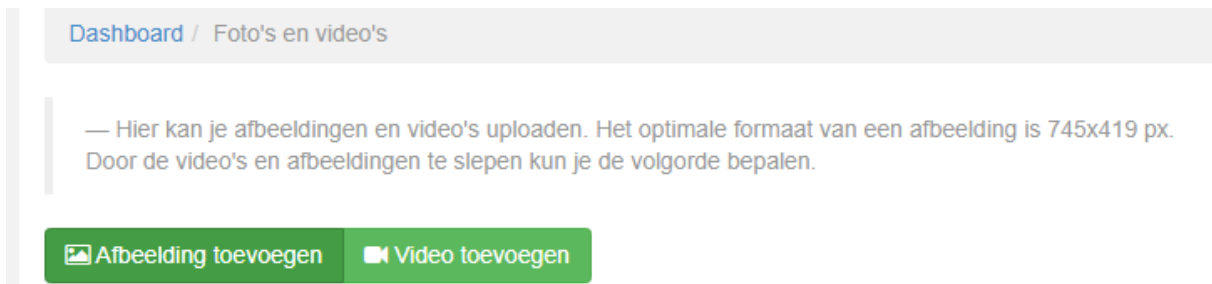 Dashboard / Foto's en video's
— Hier kan je afbeeldingen en video's uploaden. Het optimale formaat van een afbeelding is 745x419 px.
Door de video's en afbeeldingen te slepen kun je de volgorde bepalen.
Afbeelding toevoegen Video toevoegen